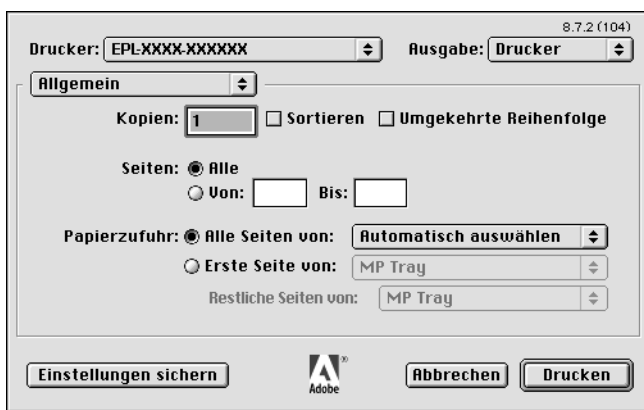 8.7.2 (104)
Drucker: EPL-XXXX-XXXXXX Ausgabe: Drucker
Allgemein
Kopien: 1 Sortieren Umgekehrte Reihenfolge
Seiten: Alle
Von: Bis:
Papierzufuhr: Alle Seiten von: Automatisch auswählen
Erste Seite von: MP Tray
Restliche Seiten von: MP Tray
Einstellungen sichern Adobe® Abbrechen Drucken